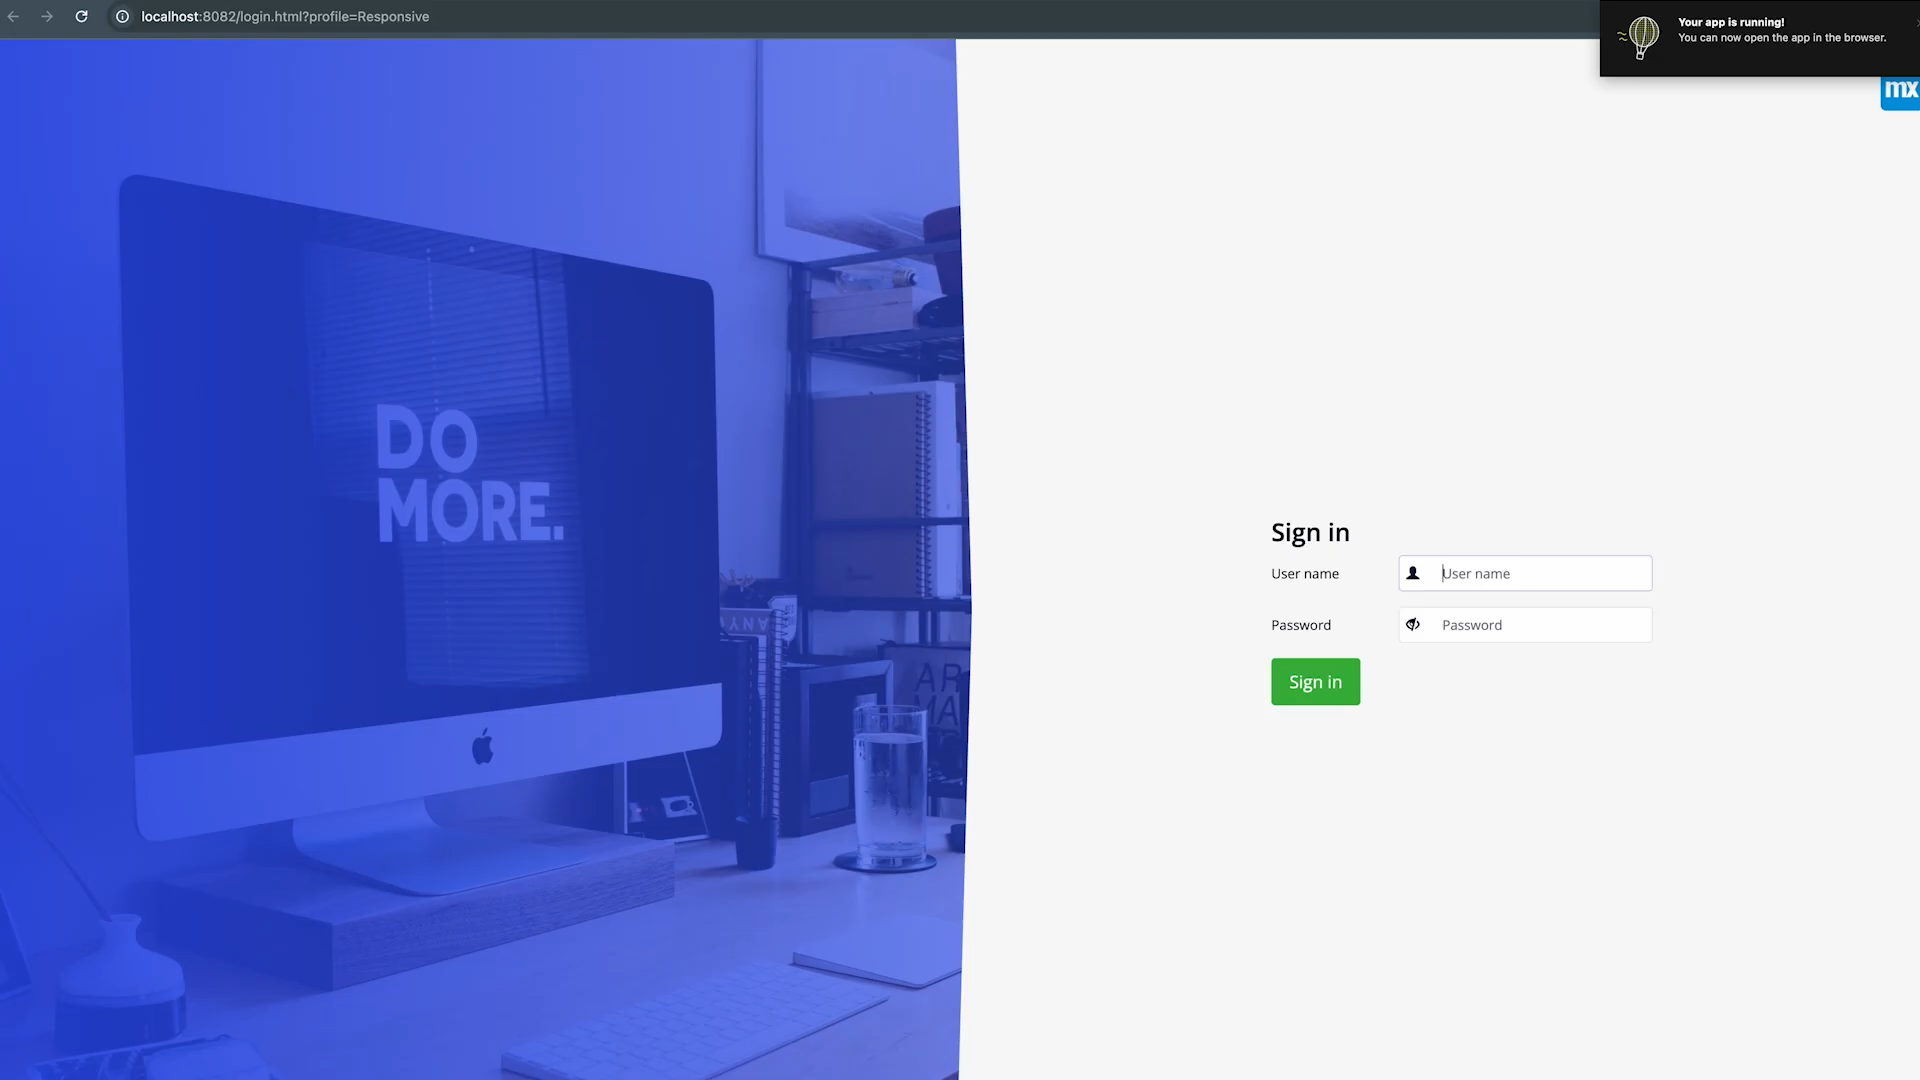 localhost:8082/login.html?profile=Responsive
Your app is running!
You can now open the app in the browser.
mx
DO
MORE.
Sign in
User name
User name
Password
Password
Sign in